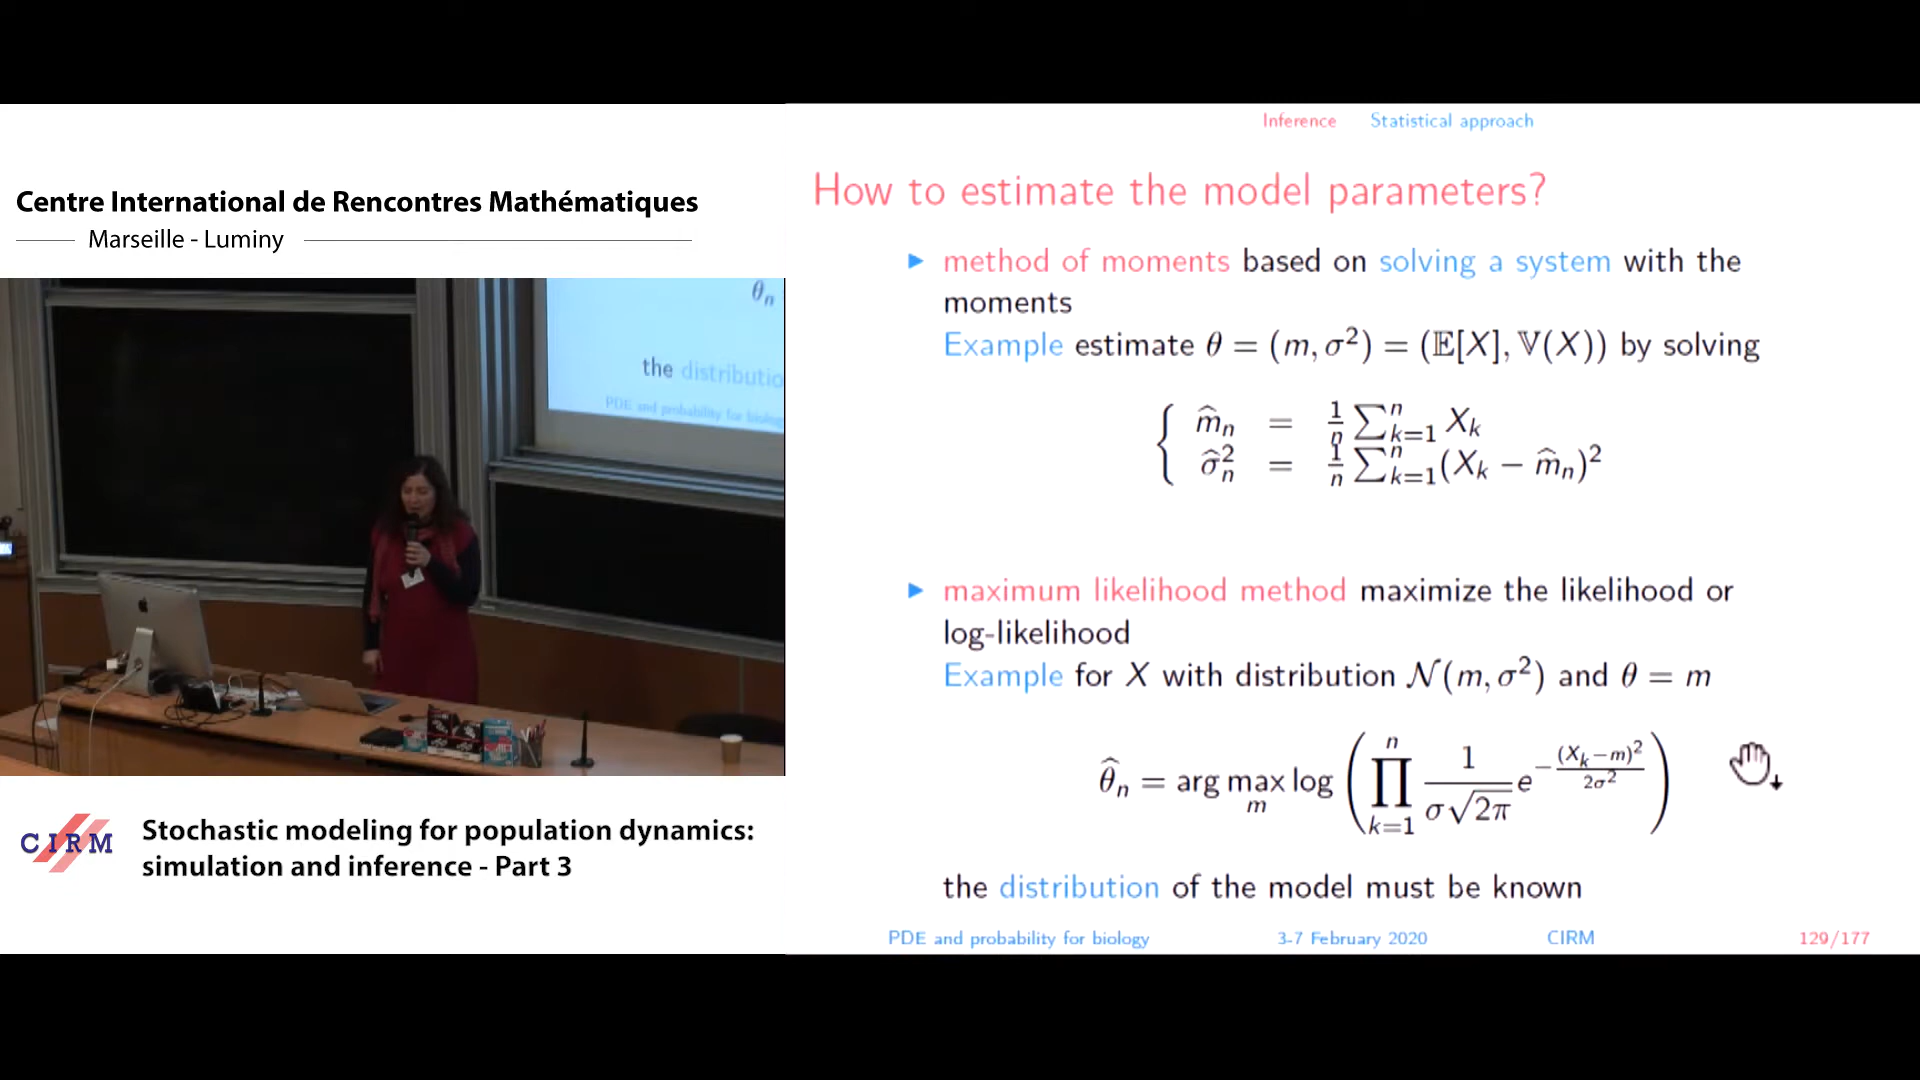 Centre International de Rencontres Mathématiques
Marseille - Luminy
θn
the distributio
PDE and probability for biolog
CIRM
Stochastic modeling for population dynamics:
simulation and inference - Part 3
Inference Statistical approach
How to estimate the model parameters?
▶ method of moments based on solving a system with the
moments
Example estimate θ = (m, σ²) = (𝔼[X], 𝕍(X)) by solving
{ m̂ₙ = 1/n ∑ⁿₖ₌₁ Xₖ
σ̂²ₙ = 1/n ∑ⁿₖ₌₁(Xₖ − m̂ₙ)²
▶ maximum likelihood method maximize the likelihood or
log-likelihood
Example for X with distribution 𝒩(m, σ²) and θ = m
θ̂ₙ = arg max_m log ( ∏ⁿₖ₌₁ 1/(σ√2π) e^{−(Xₖ−m)²/2σ²} )
the distribution of the model must be known
PDE and probability for biology 3-7 February 2020 CIRM 129/177